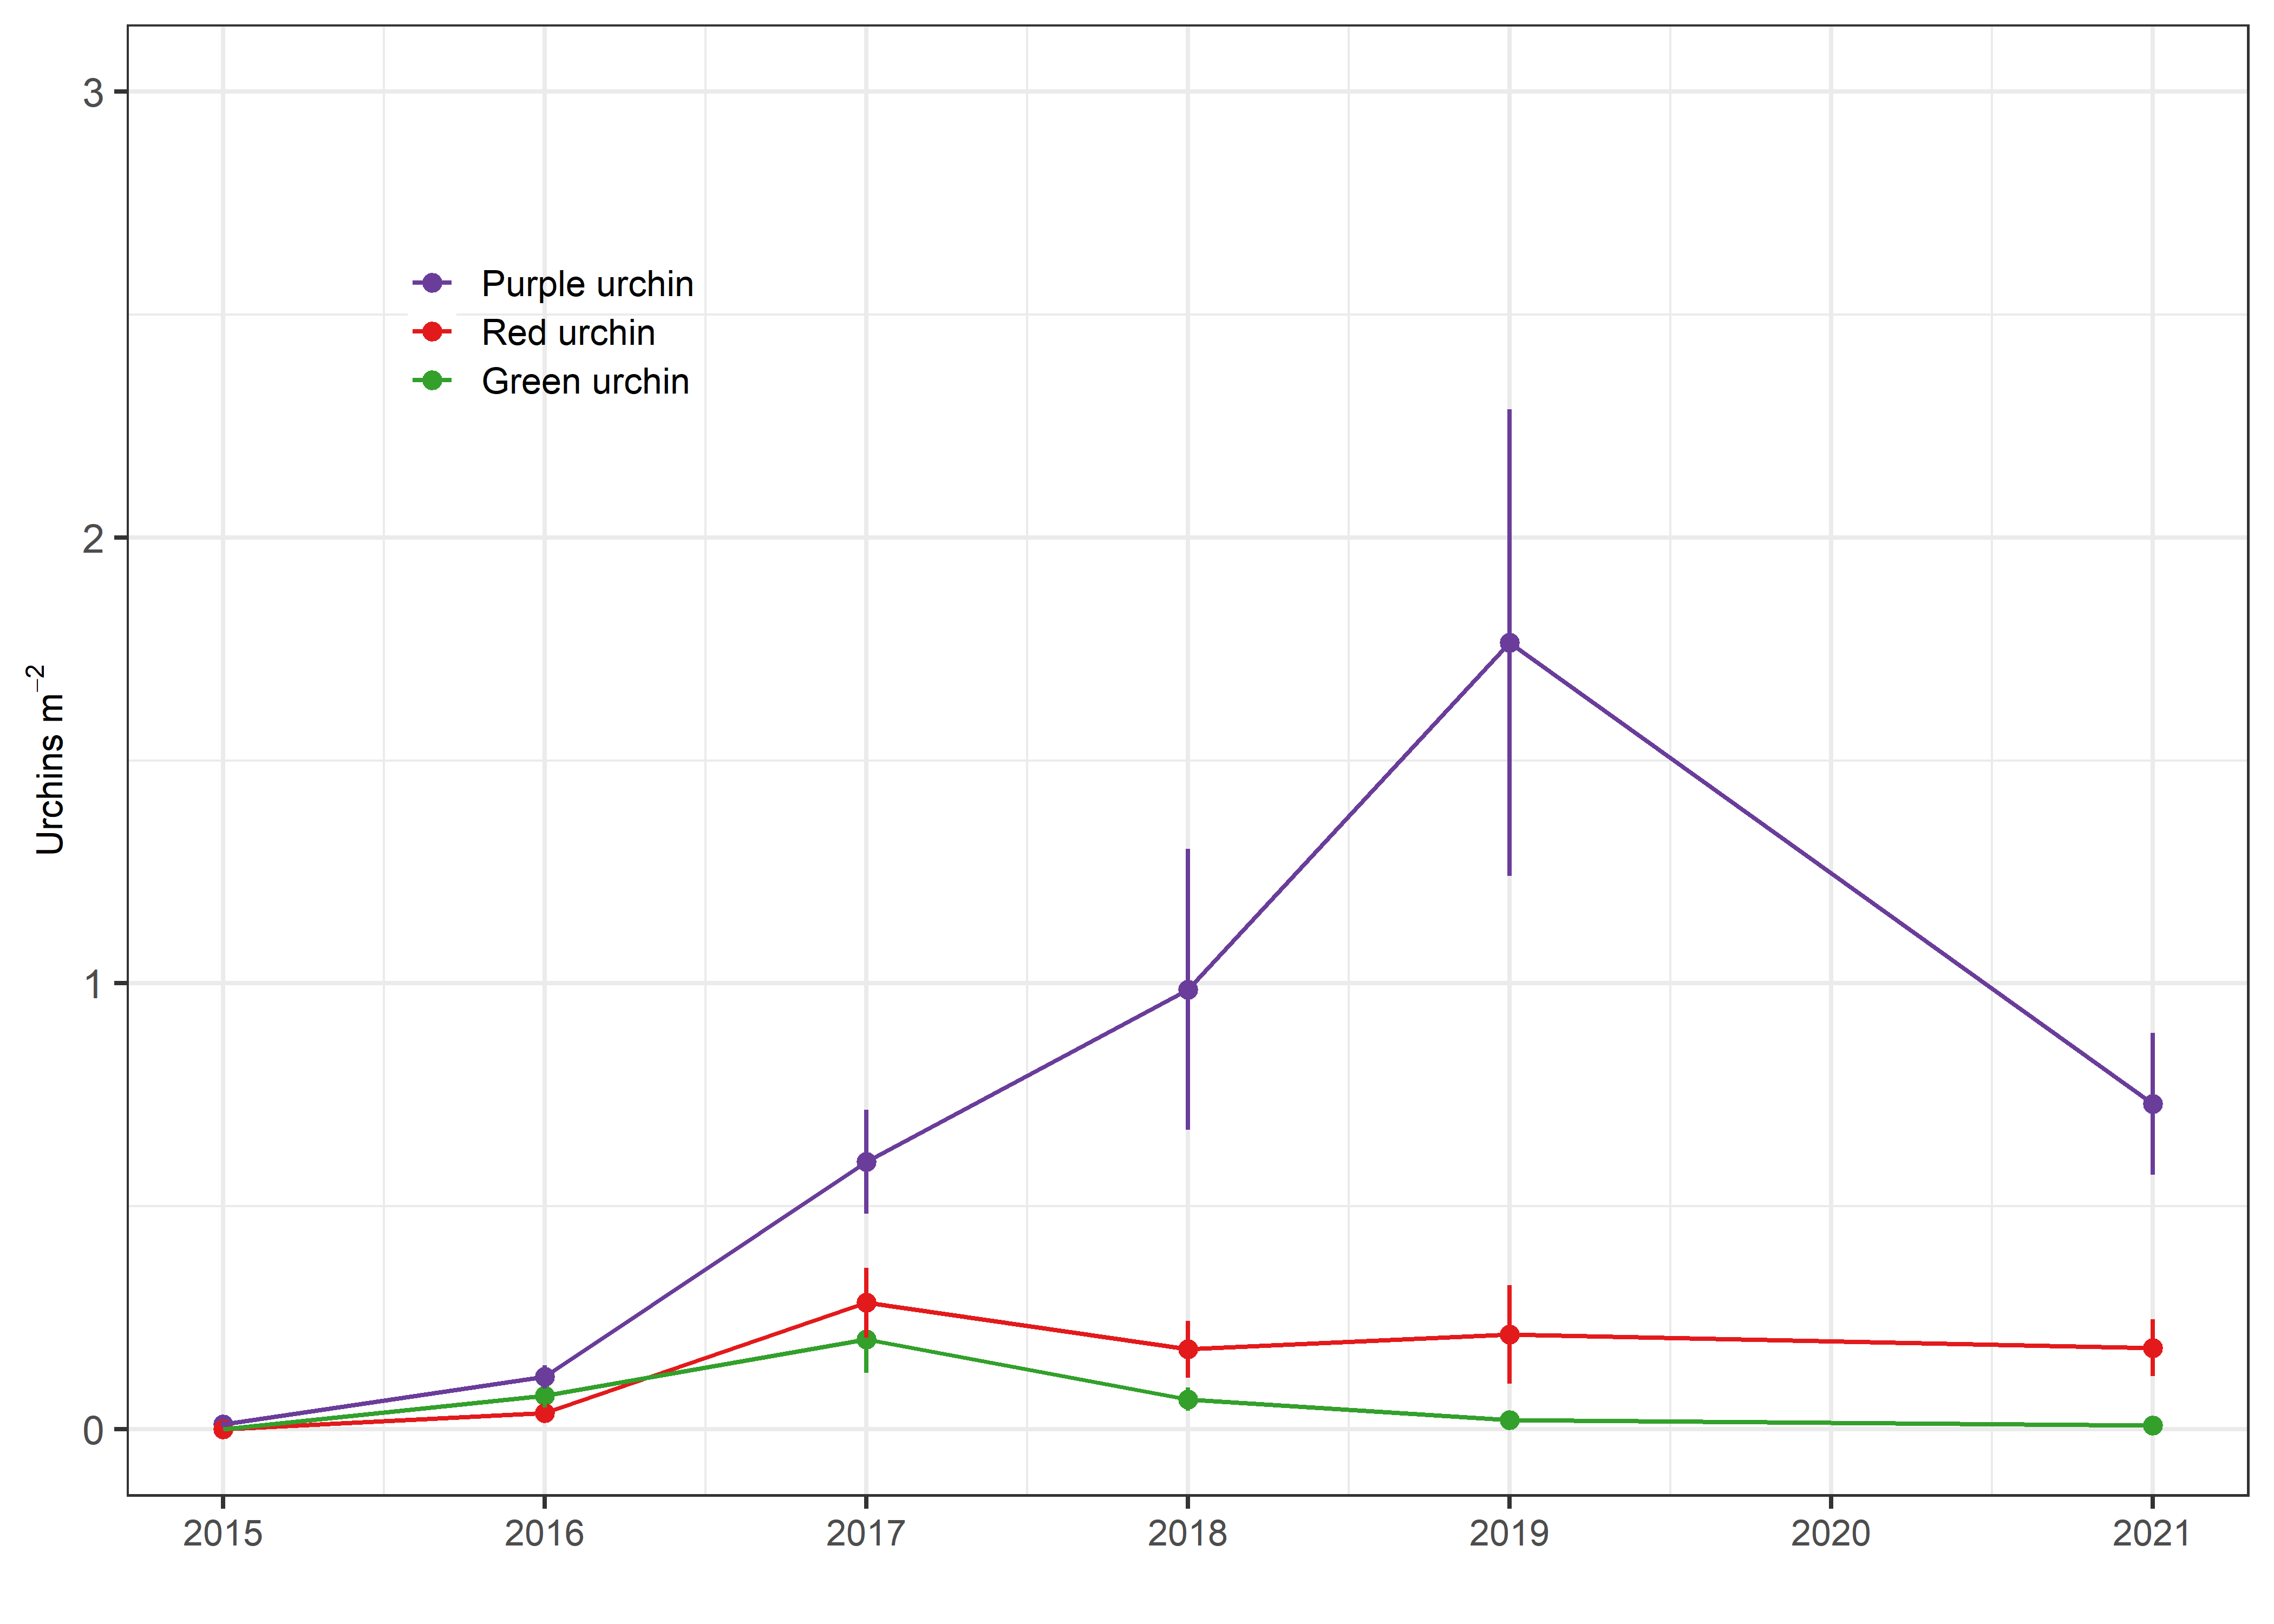 3
2
1
0
Urchins m⁻²
Purple urchin
Red urchin
Green urchin
2015 2016 2017 2018 2019 2020 2021